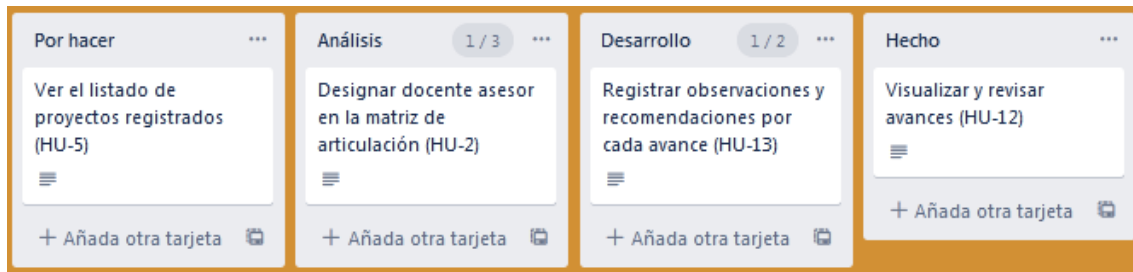 Por hacer
Ver el listado de
proyectos registrados
(HU-5)
+ Añada otra tarjeta
Análisis
1 / 3
Designar docente asesor
en la matriz de
articulación (HU-2)
+ Añada otra tarjeta
Desarrollo
1 / 2
Registrar observaciones y
recomendaciones por
cada avance (HU-13)
+ Añada otra tarjeta
Hecho
Visualizar y revisar
avances (HU-12)
+ Añada otra tarjeta